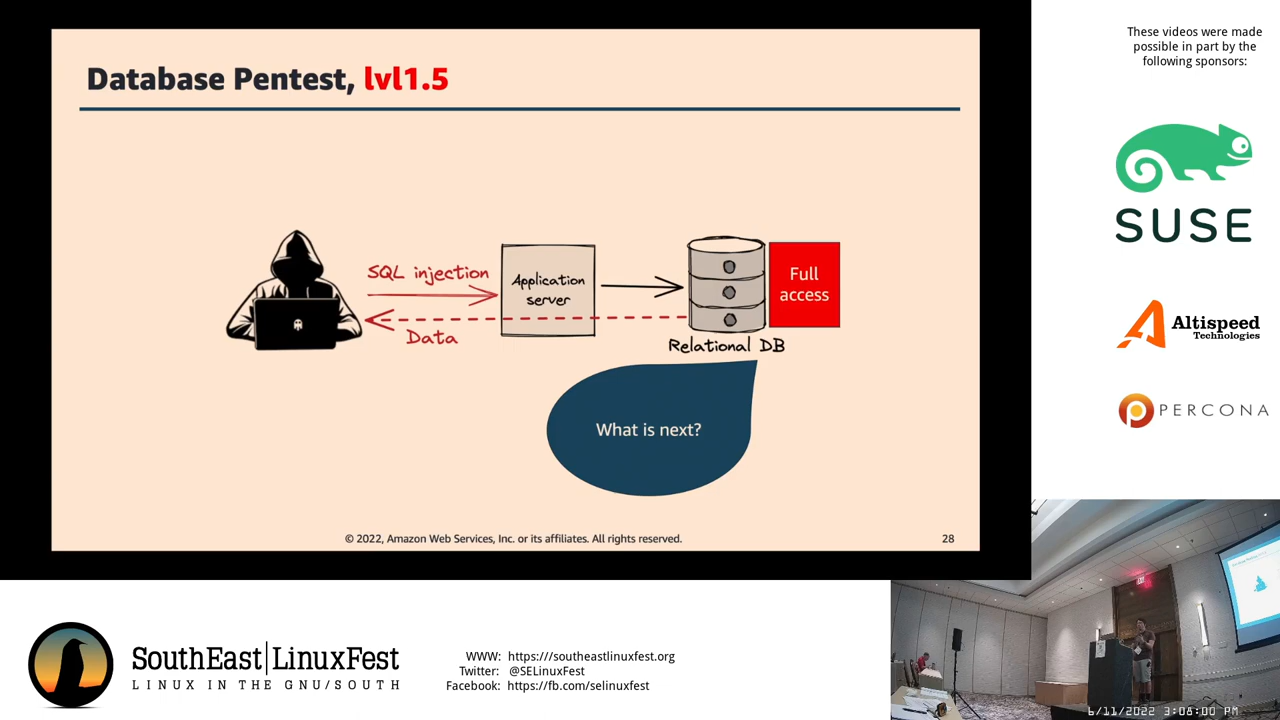 Database Pentest, lvl1.5
SQL injection
Data
Application
server
Full
access
Relational DB
What is next?
© 2022, Amazon Web Services, Inc. or its affiliates. All rights reserved.
28
These videos were made
possible in part by the
following sponsors:
SUSE
Altispeed
Technologies
PERCONA
SouthEast LinuxFest
LINUX IN THE GNU/SOUTH
WWW: https:///southeastlinuxfest.org
Twitter: @SELinuxFest
Facebook: https://fb.com/selinuxfest
6/11/2022 3:08:00 PM